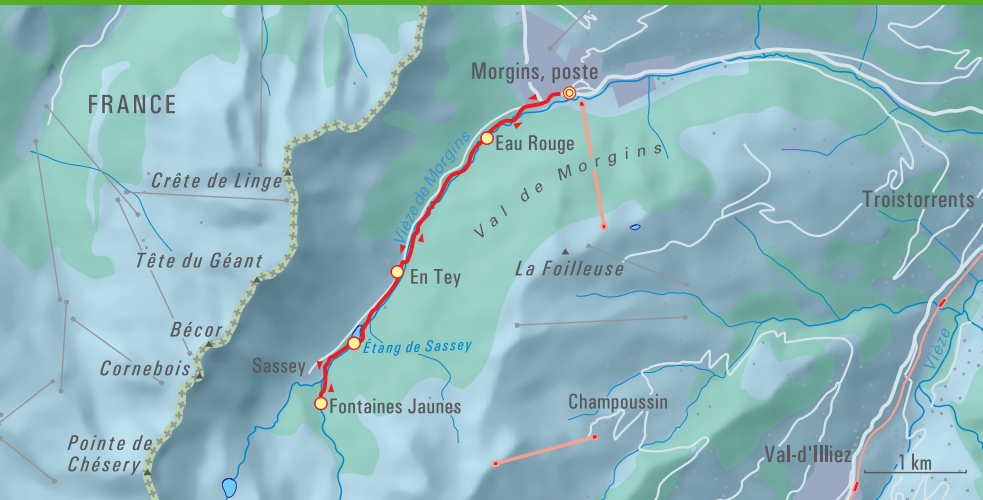 Morgins, poste
FRANCE
Eau Rouge
Vièze de Morgins
Val de Morgins
Crête de Linge
Troistorrents
Tête du Géant
La Foilleuse
En Tey
Bécor
Étang de Sassey
Vièze
Cornebois
Sassey
Fontaines Jaunes
Champoussin
Pointe de
Chésery
Val-d'Illiez
1 km